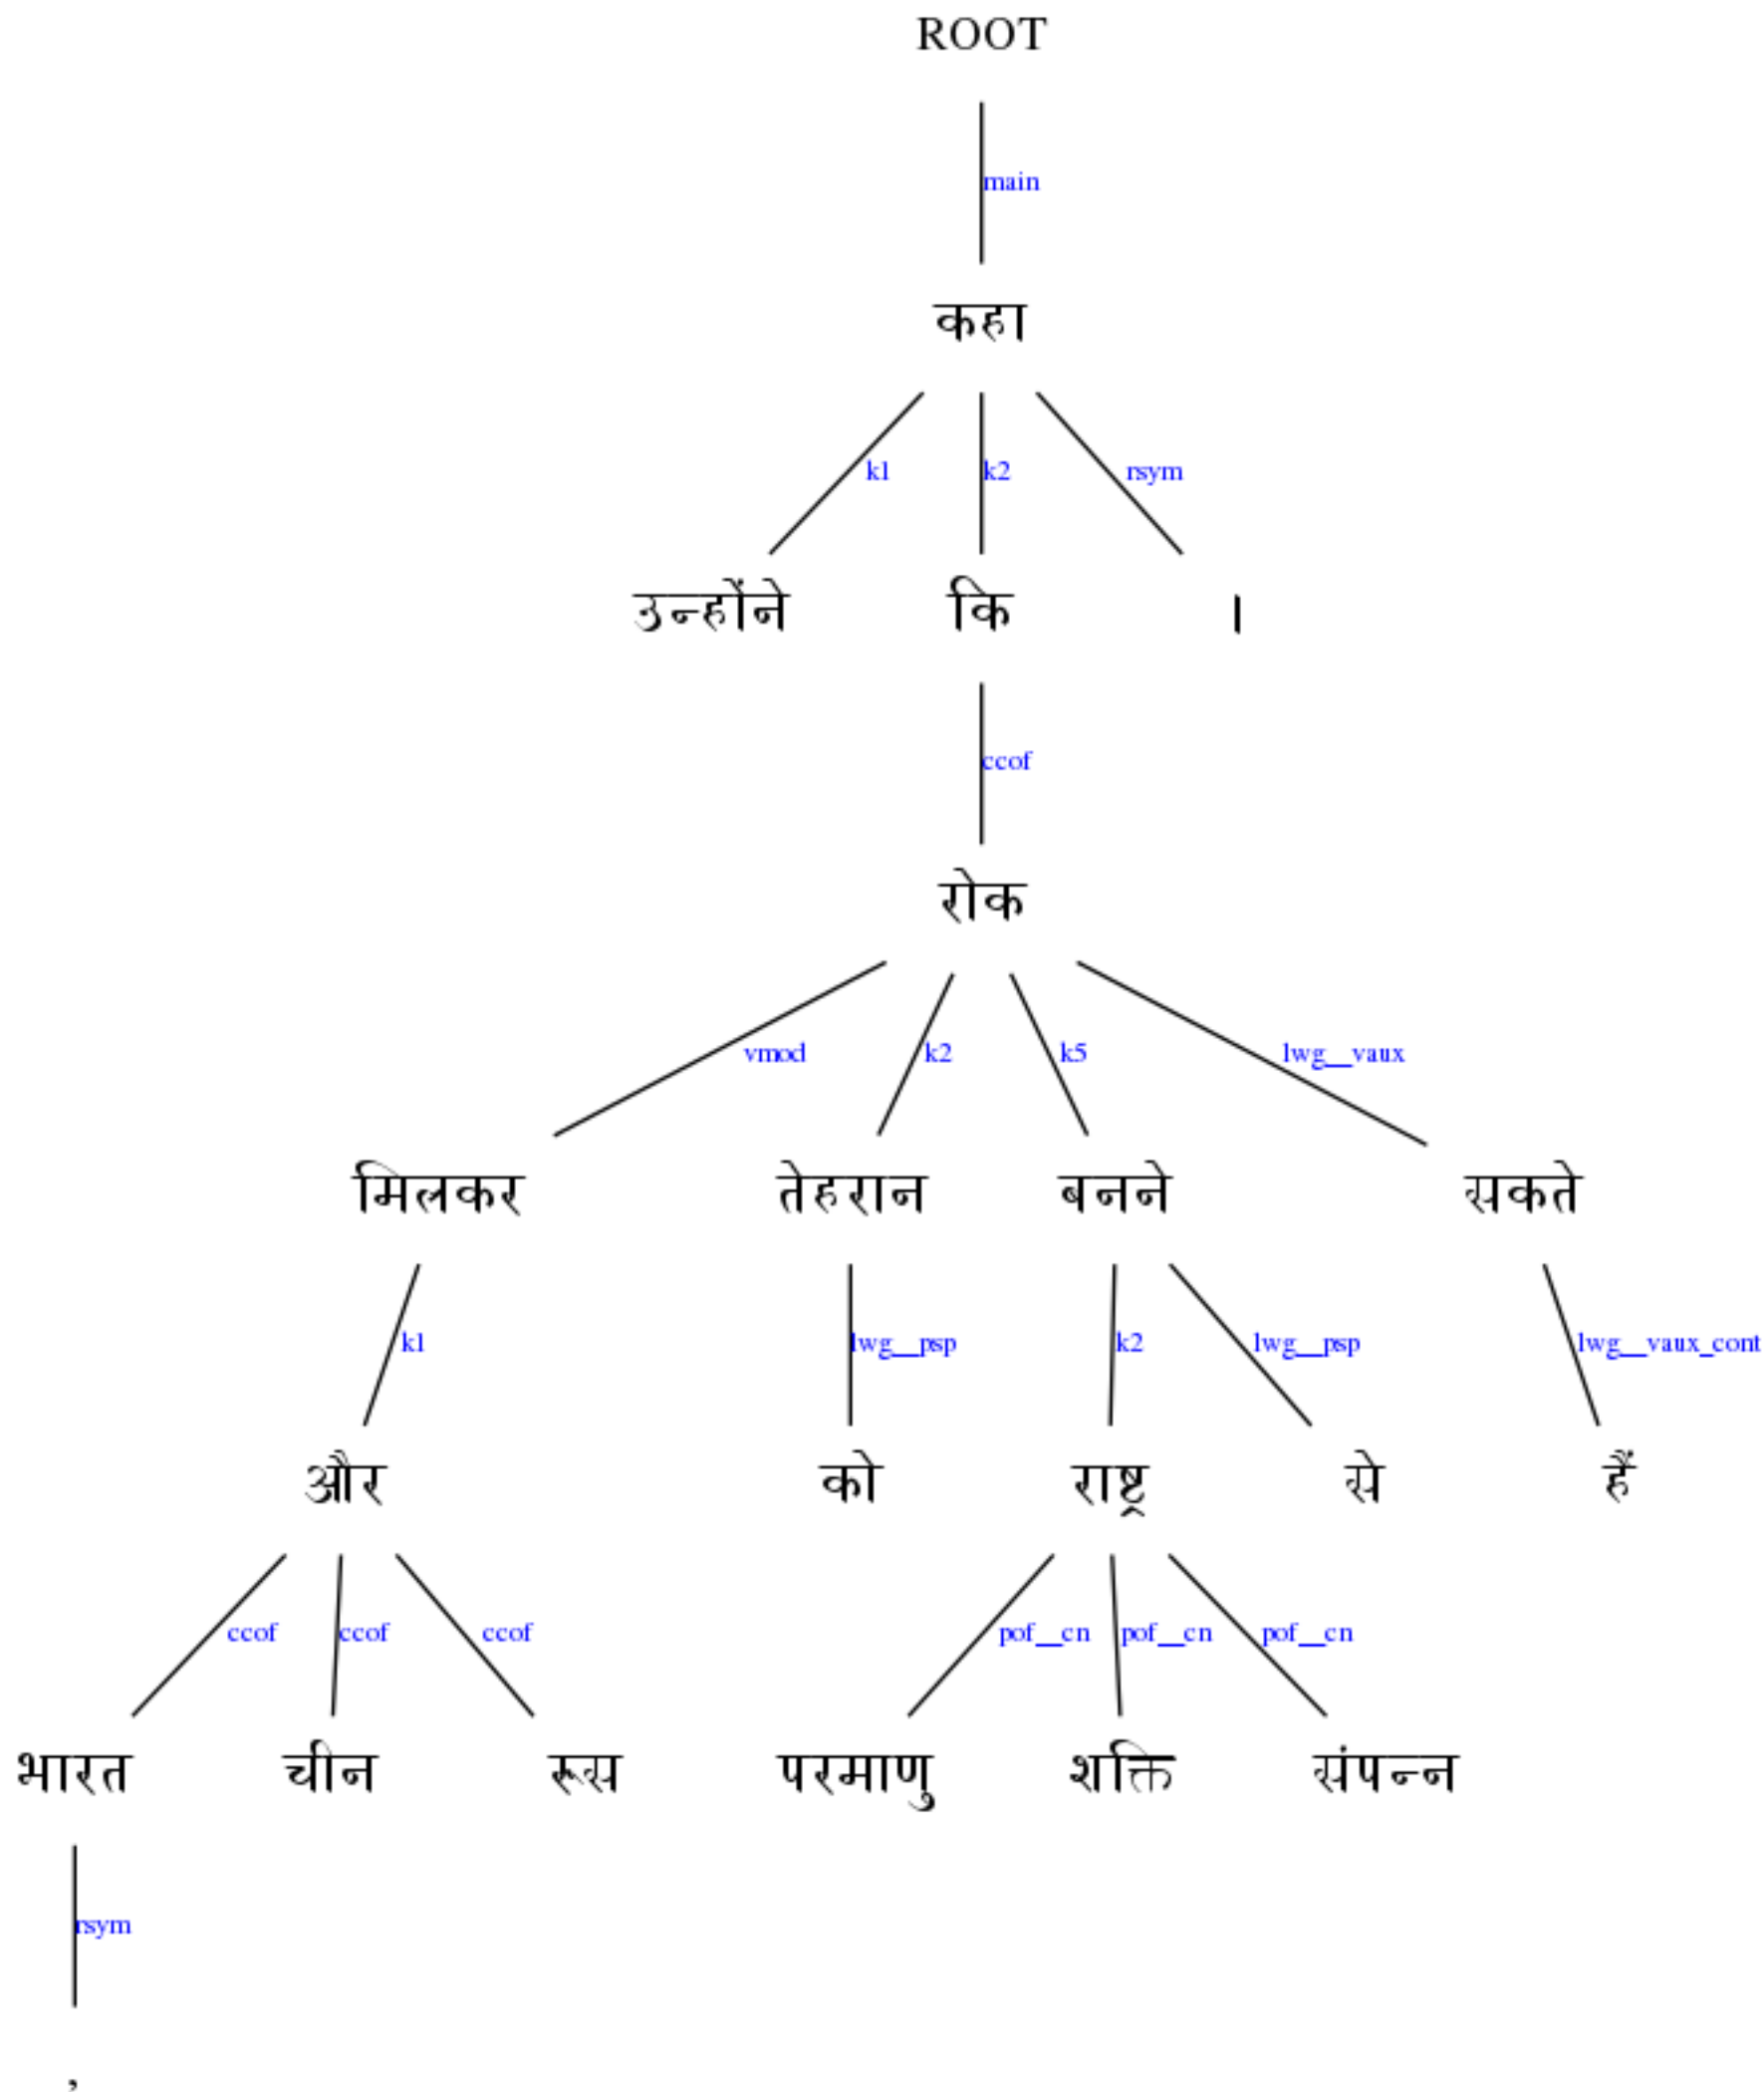 ROOT
main
कहा
k1 k2 rsym
उन्होंने कि ।
ccof
रोक
vmod k2 k5 lwg__vaux
मिलकर तेहरान बनने सकते
k1 lwg__psp k2 lwg__psp lwg__vaux_cont
और को राष्ट्र से हैं
ccof ccof ccof pof__cn pof__cn pof__cn
भारत चीन रूस परमाणु शक्ति संपन्न
rsym
,